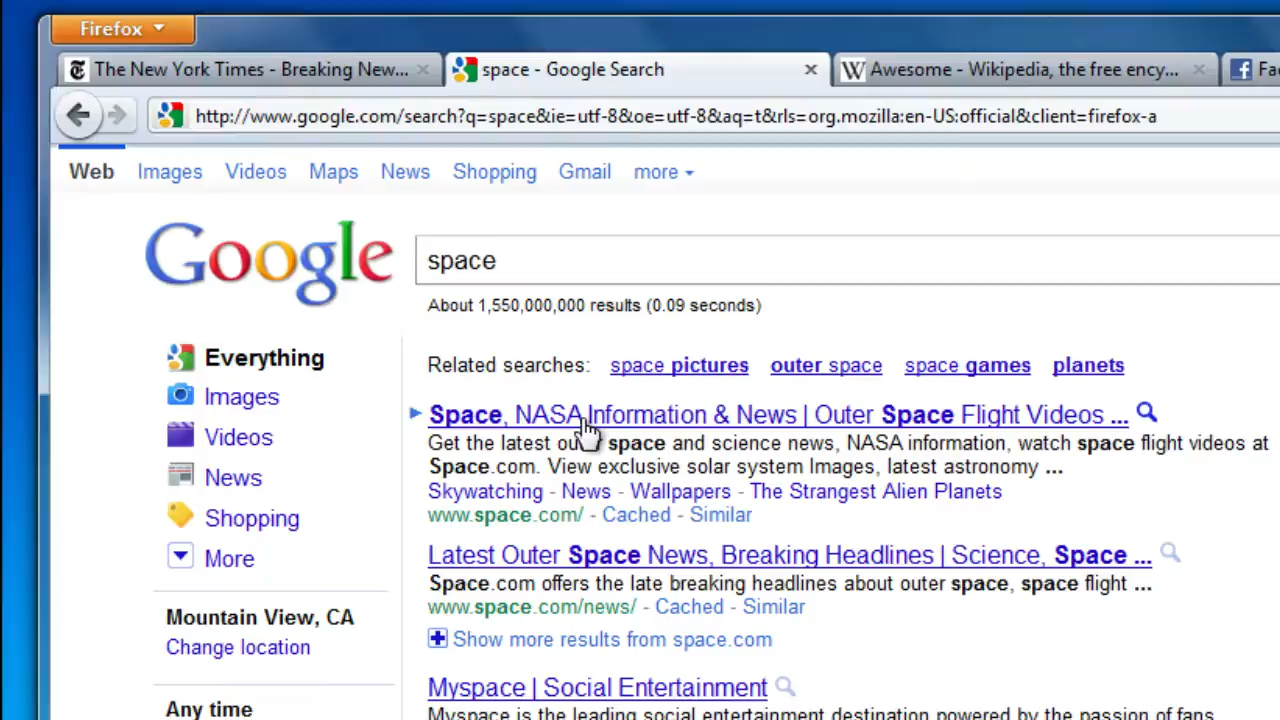 Firefox
The New York Times - Breaking New...
space - Google Search
Awesome - Wikipedia, the free ency...
Fa
http://www.google.com/search?q=space&ie=utf-8&oe=utf-8&aq=t&rls=org.mozilla:en-US:official&client=firefox-a
Web Images Videos Maps News Shopping Gmail more
Google
space
About 1,550,000,000 results (0.09 seconds)
Everything
Images
Videos
News
Shopping
More
Mountain View, CA
Change location
Any time
Related searches: space pictures outer space space games planets
Space, NASA Information & News | Outer Space Flight Videos ...
Get the latest ou space and science news, NASA information, watch space flight videos at
Space.com. View exclusive solar system Images, latest astronomy ...
Skywatching - News - Wallpapers - The Strangest Alien Planets
www.space.com/ - Cached - Similar
Latest Outer Space News, Breaking Headlines | Science, Space ...
Space.com offers the late breaking headlines about outer space, space flight ...
www.space.com/news/ - Cached - Similar
Show more results from space.com
Myspace | Social Entertainment
Myspace is the leading social entertainment destination powered by the passion of fans.